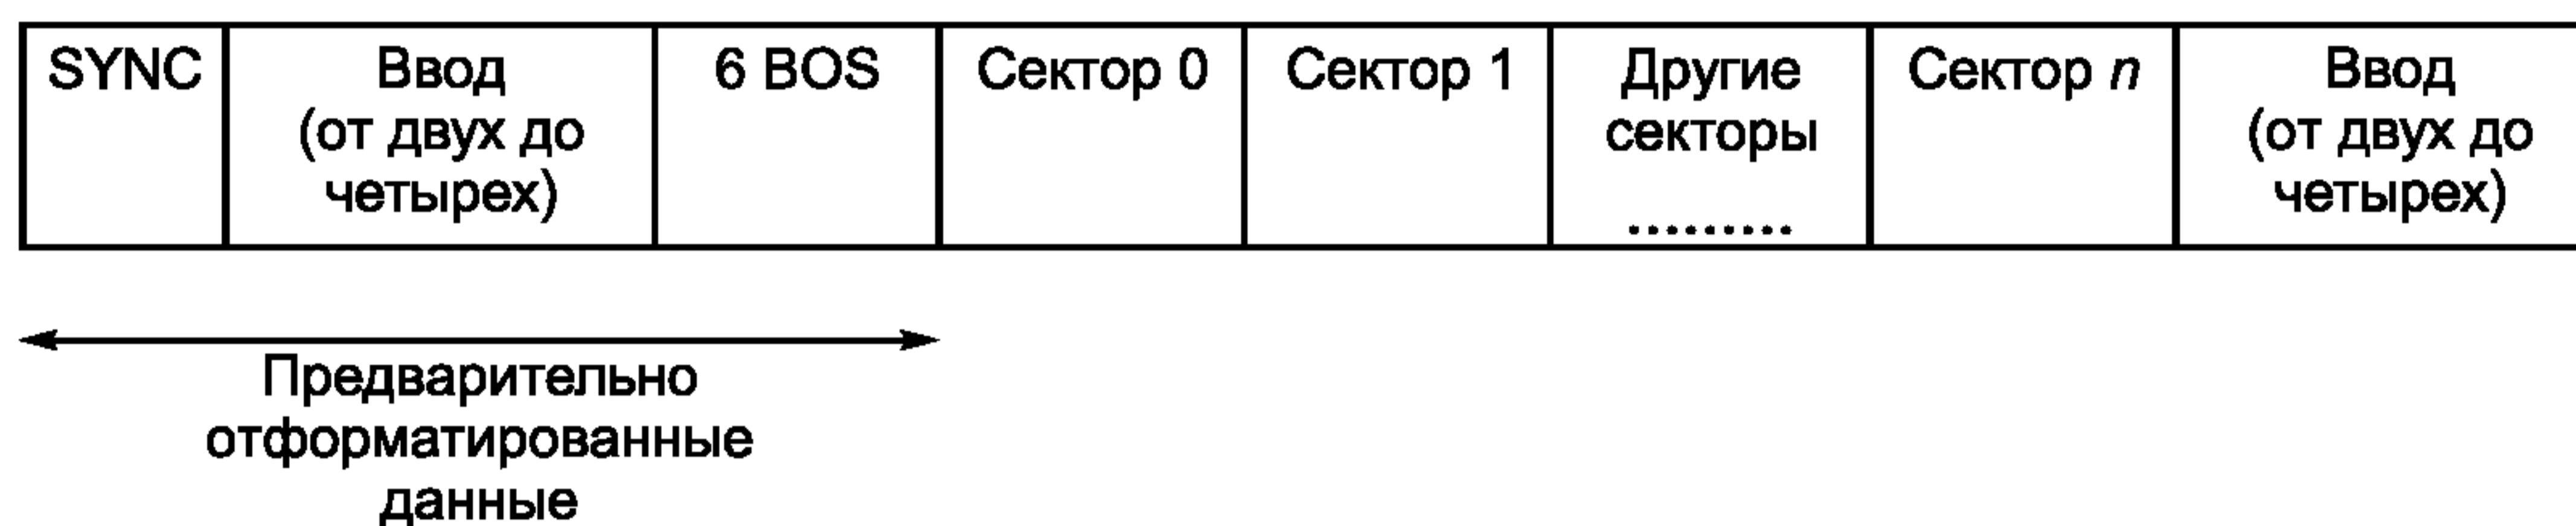 SYNC
Ввод
(от двух до
четырех)
6 BOS
Сектор 0
Сектор 1
Другие
секторы
.........
Сектор n
Ввод
(от двух до
четырех)
Предварительно
отформатированные
данные